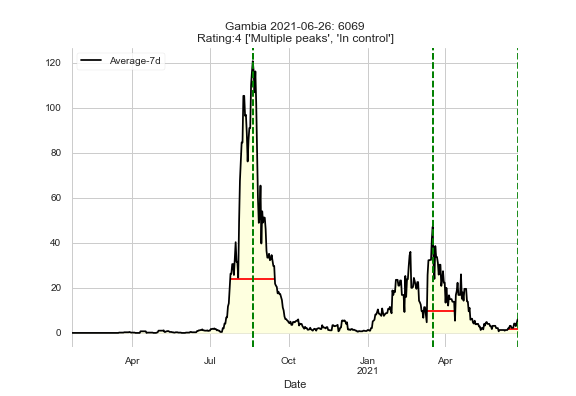 Gambia 2021-06-26: 6069
Rating:4 ['Multiple peaks', 'In control']
Average-7d
120
100
80
60
40
20
0
Apr Jul Oct Jan Apr
2021
Date